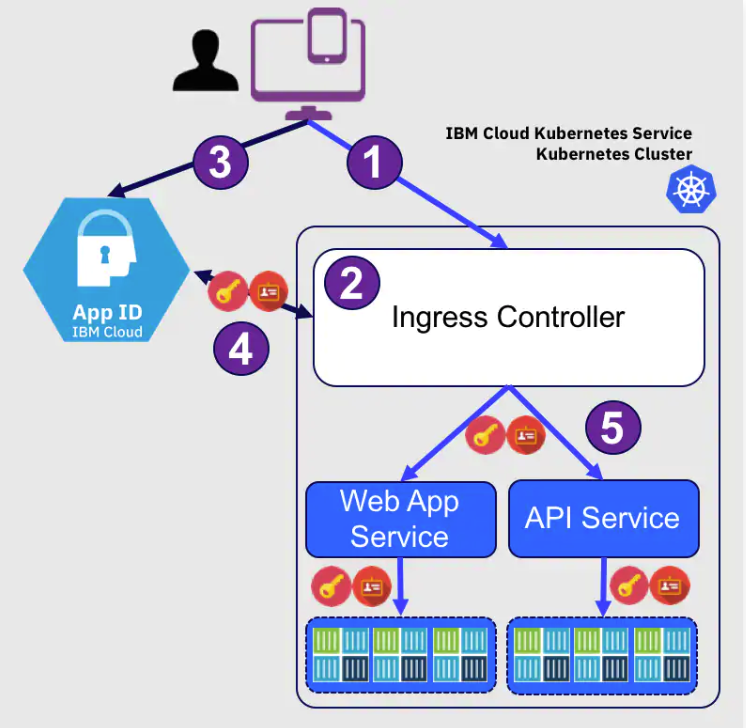 IBM Cloud Kubernetes Service
Kubernetes Cluster
3
1
App ID
IBM Cloud
2
Ingress Controller
4
5
Web App
Service
API Service